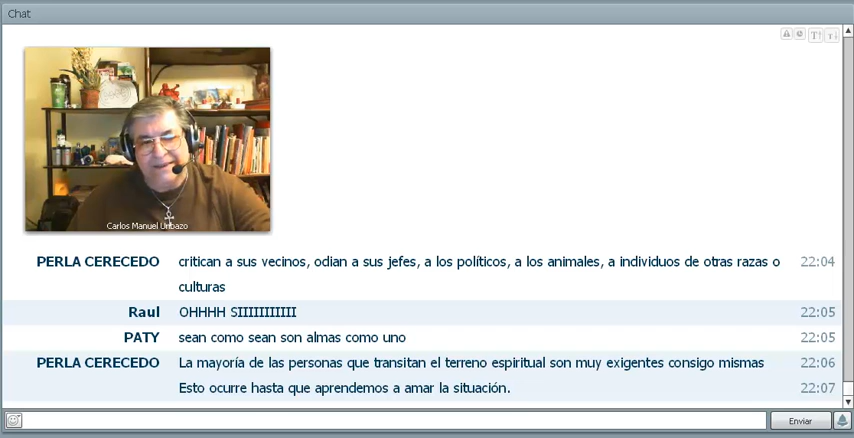 Chat
Carlos Manuel Uribazo
PERLA CERECEDO critican a sus vecinos, odian a sus jefes, a los políticos, a los animales, a individuos de otras razas o 22:04
culturas
Raul OHHHH SIIIIIIIIIII 22:05
PATY sean como sean son almas como uno 22:05
PERLA CERECEDO La mayoría de las personas que transitan el terreno espiritual son muy exigentes consigo mismas 22:06
Esto ocurre hasta que aprendemos a amar la situación. 22:07
Enviar